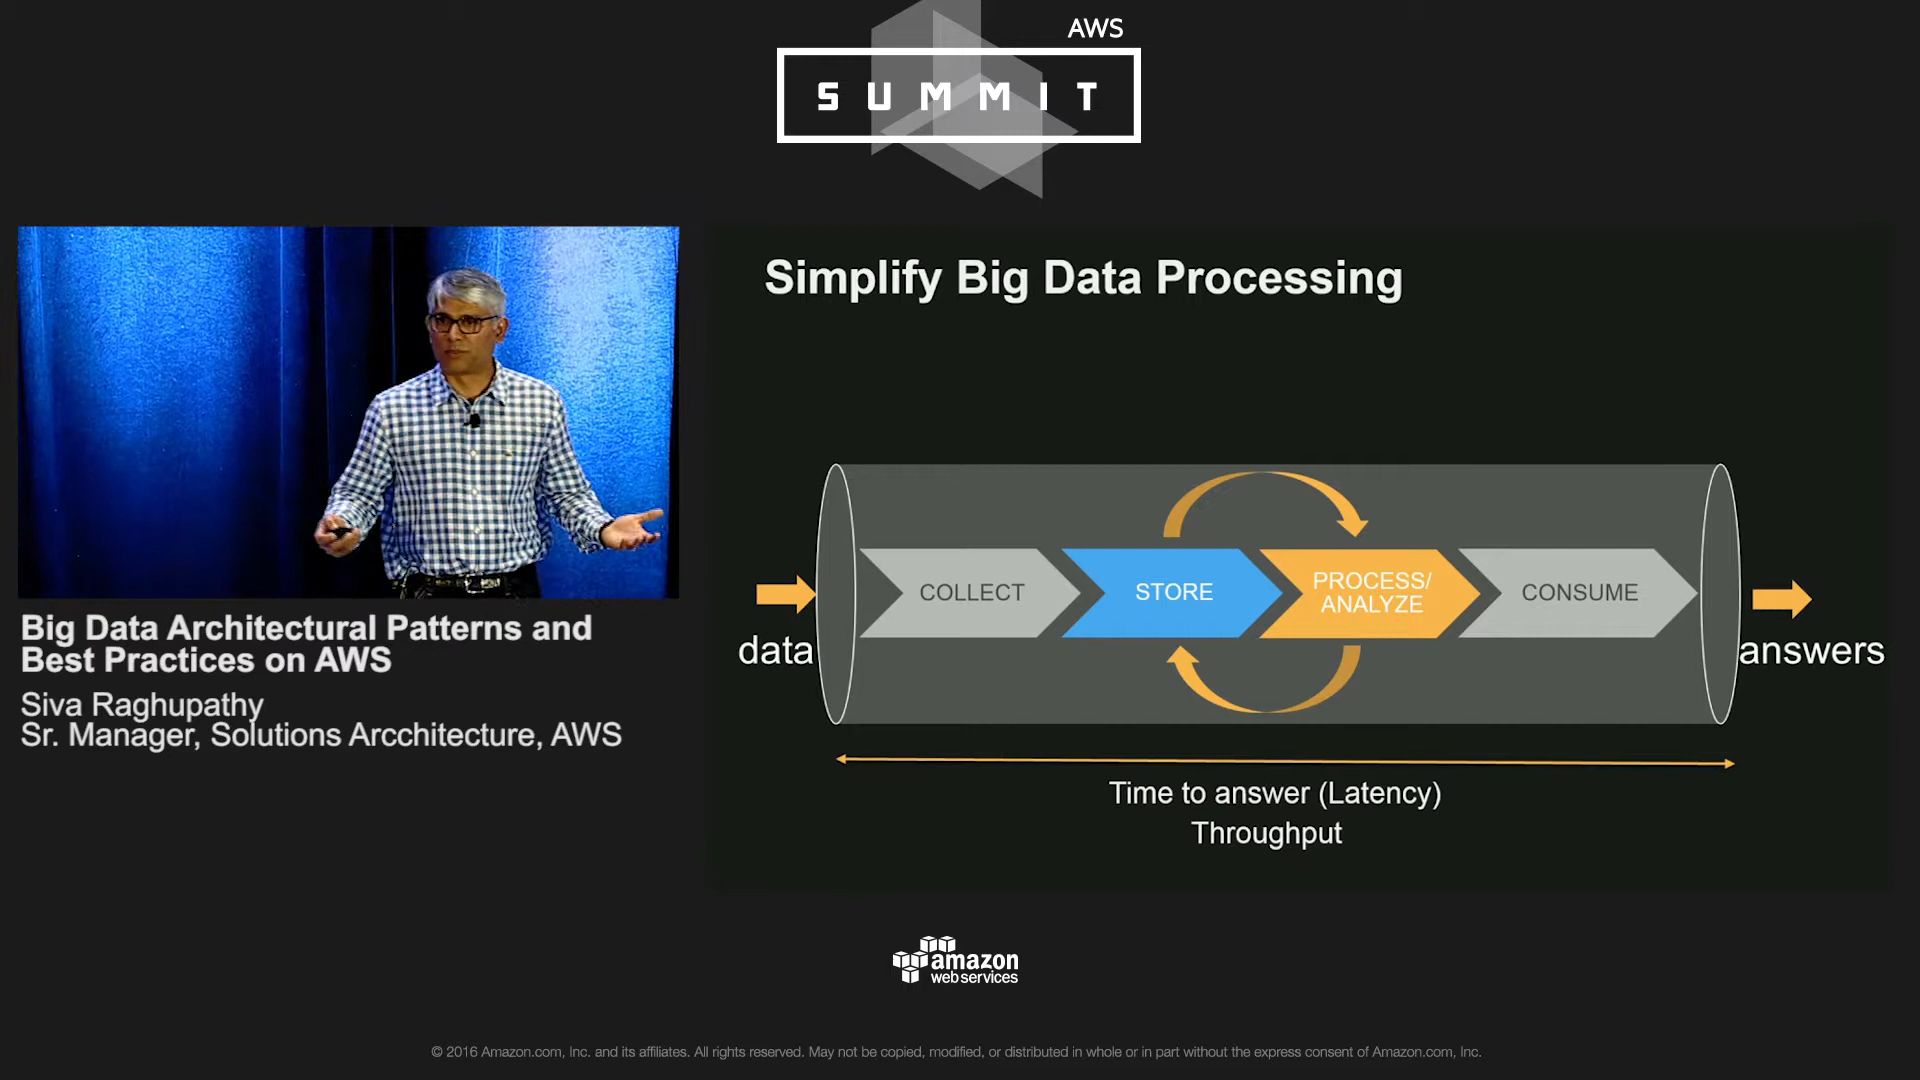 AWS
SUMMIT
Simplify Big Data Processing
COLLECT
STORE
PROCESS/
ANALYZE
CONSUME
data
answers
Time to answer (Latency)
Throughput
Big Data Architectural Patterns and
Best Practices on AWS
Siva Raghupathy
Sr. Manager, Solutions Arcchitecture, AWS
amazon
webservices
© 2016 Amazon.com, Inc. and its affiliates. All rights reserved. May not be copied, modified, or distributed in whole or in part without the express consent of Amazon.com, Inc.